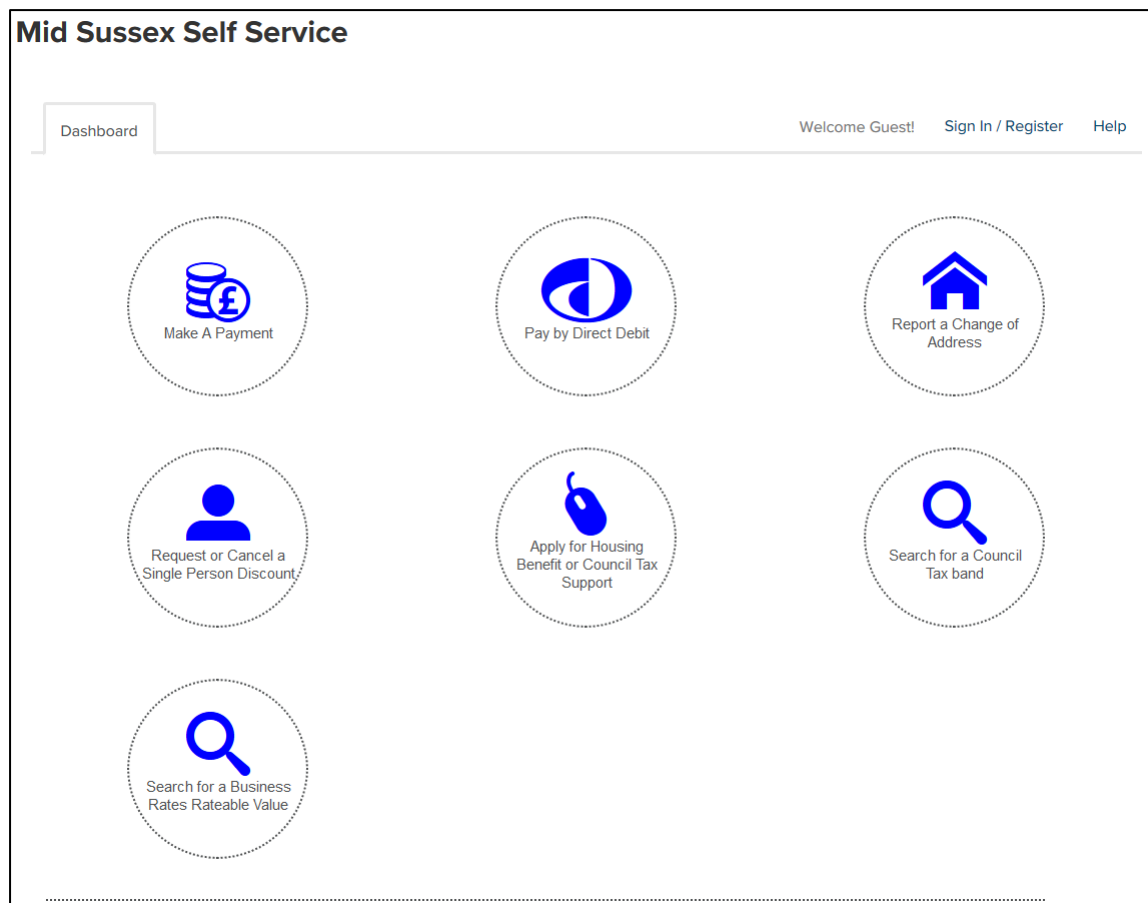 Mid Sussex Self Service
Dashboard
Welcome Guest!
Sign In / Register
Help
£
Make A Payment
Pay by Direct Debit
Report a Change of
Address
Request or Cancel a
Single Person Discount
Apply for Housing
Benefit or Council Tax
Support
Search for a Council
Tax band
Search for a Business
Rates Rateable Value